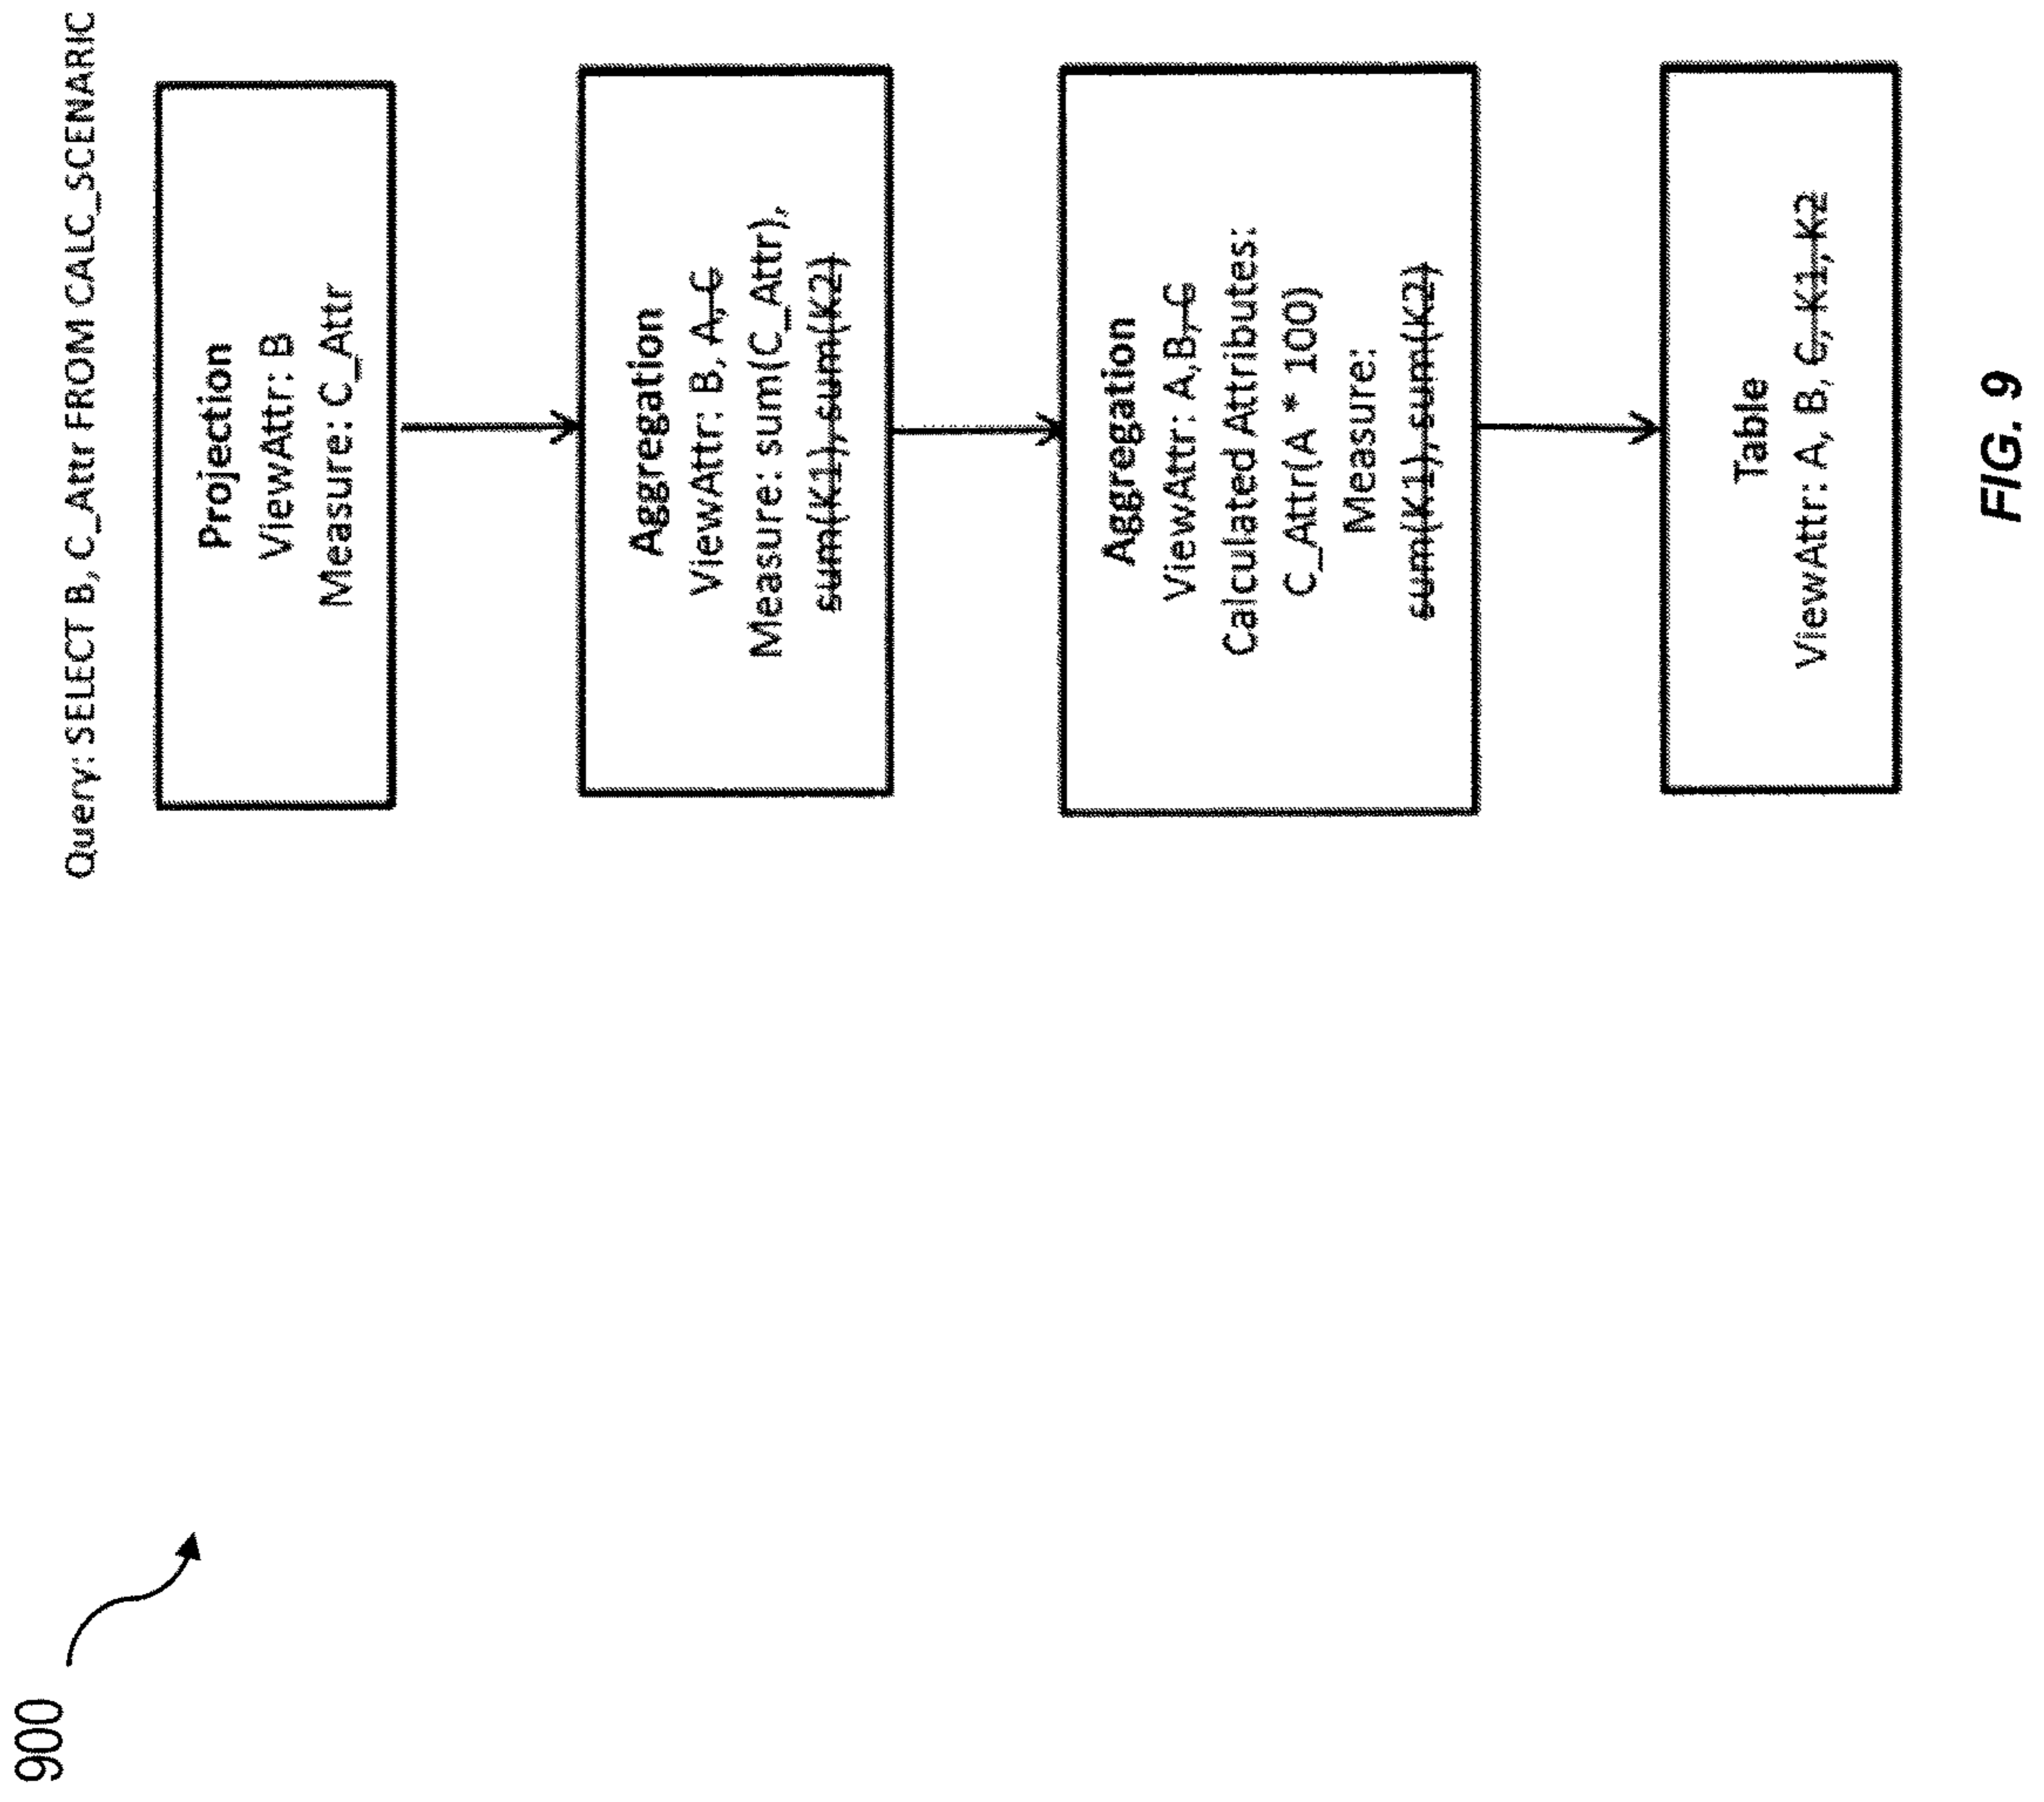 900
Query: SELECT B, C_Attr FROM CALC_SCENARIC
Projection
ViewAttr: B
Measure: C_Attr
Aggregation
ViewAttr: B, A, C
Measure: sum(C_Attr),
sum(K1), sum(K2)
Aggregation
ViewAttr: A,B, C
Calculated Attributes:
C_Attr(A * 100)
Measure:
sum(K1), sum(K2)
Table
ViewAttr: A, B, C, K1, K2
FIG. 9